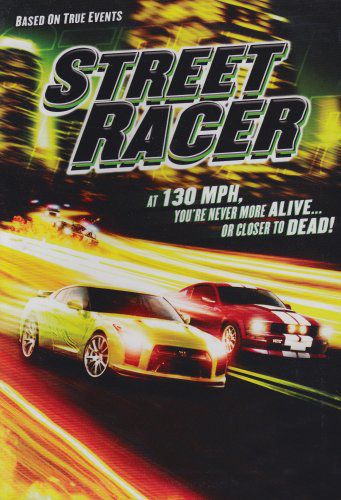 BASED ON TRUE EVENTS
STREET
RACER
AT 130 MPH,
YOU'RE NEVER MORE ALIVE...
OR CLOSER TO DEAD!